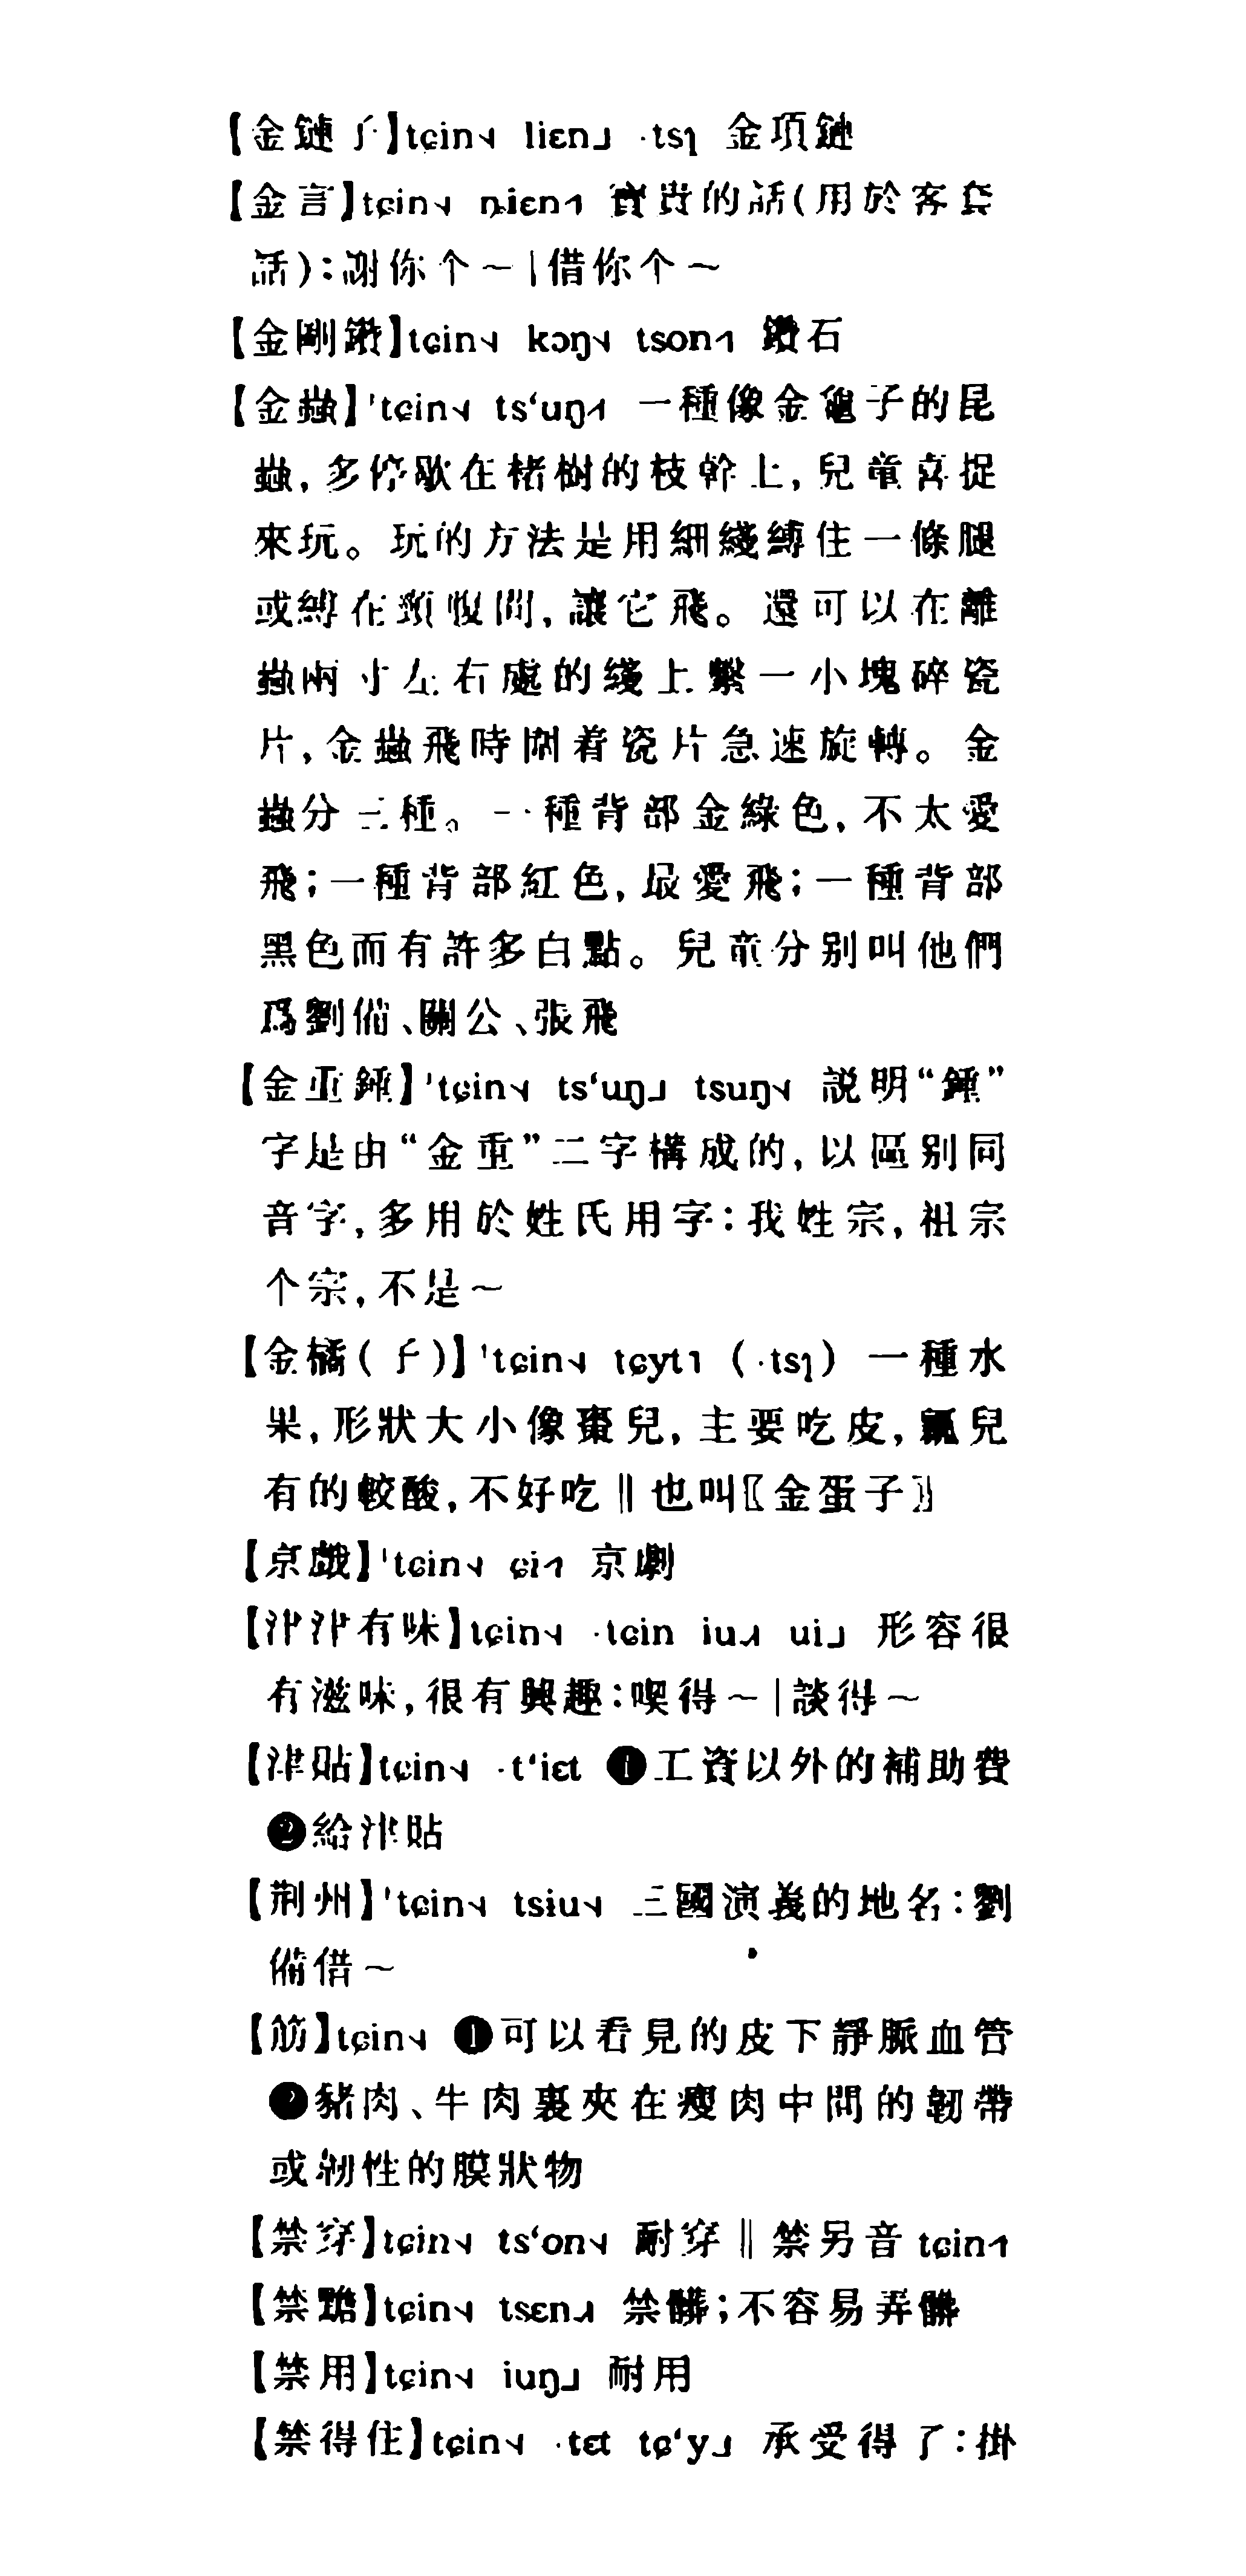 【金鏈子】tɕin˧˨ liɛn˩ ·tsɿ 金項鏈
【金言】tɕin˧˨ ȵiɛn˦ 寶貴的話(用於客套
話):謝你个～|借你个～
【金剛鑽】tɕin˧˨ kɔŋ˧˨ tson˦ 鑽石
【金蟲】'tɕin˧˨ ts‘uŋ˦ 一種像金龜子的昆
蟲,多停歇在楮樹的枝幹上,兒童喜捉
來玩。玩的方法是用細綫縛住一條腿
或縛在頸腹間,讓它飛。還可以在離
蟲兩寸左右處的綫上繫一小塊碎瓷
片,金蟲飛時圍着瓷片急速旋轉。金
蟲分三種。一種背部金綠色,不太愛
飛;一種背部紅色,最愛飛;一種背部
黑色而有許多白點。兒童分别叫他們
爲劉備、關公、張飛
【金重鍾】'tɕin˧˨ ts‘uŋ˩ tsuŋ˧˨ 説明“鍾”
字是由“金重”二字構成的,以區别同
音字,多用於姓氏用字:我姓宗,祖宗
个宗,不是～
【金橘(子)】'tɕin˧˨ tɕyt˥ (·tsɿ) 一種水
果,形狀大小像棗兒,主要吃皮,瓤兒
有的較酸,不好吃‖也叫〖金蛋子〗
【京戲】'tɕin˧˨ ɕi˦ 京劇
【津津有味】tɕin˧˨ ·tɕin iu˨ ui˩ 形容很
有滋味,很有興趣:喫得～|談得～
【津貼】tɕin˧˨ ·t‘iɛt ❶工資以外的補助費
❷給津貼
【荆州】'tɕin˧˨ tsiu˧˨ 三國演義的地名:劉
備借～
【筋】tɕin˧˨ ❶可以看見的皮下靜脈血管
❷豬肉、牛肉裏夾在瘦肉中間的韌帶
或韌性的膜狀物
【禁穿】tɕin˧˨ ts‘on˧˨ 耐穿‖禁另音 tɕin˦
【禁䠨】tɕin˧˨ tsɛn˨ 禁髒;不容易弄髒
【禁用】tɕin˧˨ iuŋ˩ 耐用
【禁得住】tɕin˧˨ ·tɛt tɕ‘y˩ 承受得了:掛